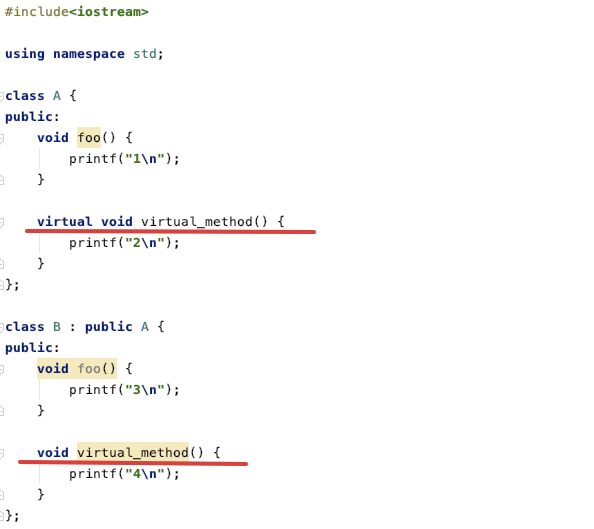 #include<iostream>
using namespace std;
class A {
public:
    void foo() {
        printf("1\n");
    }
    virtual void virtual_method() {
        printf("2\n");
    }
};
class B : public A {
public:
    void foo() {
        printf("3\n");
    }
    void virtual_method() {
        printf("4\n");
    }
};